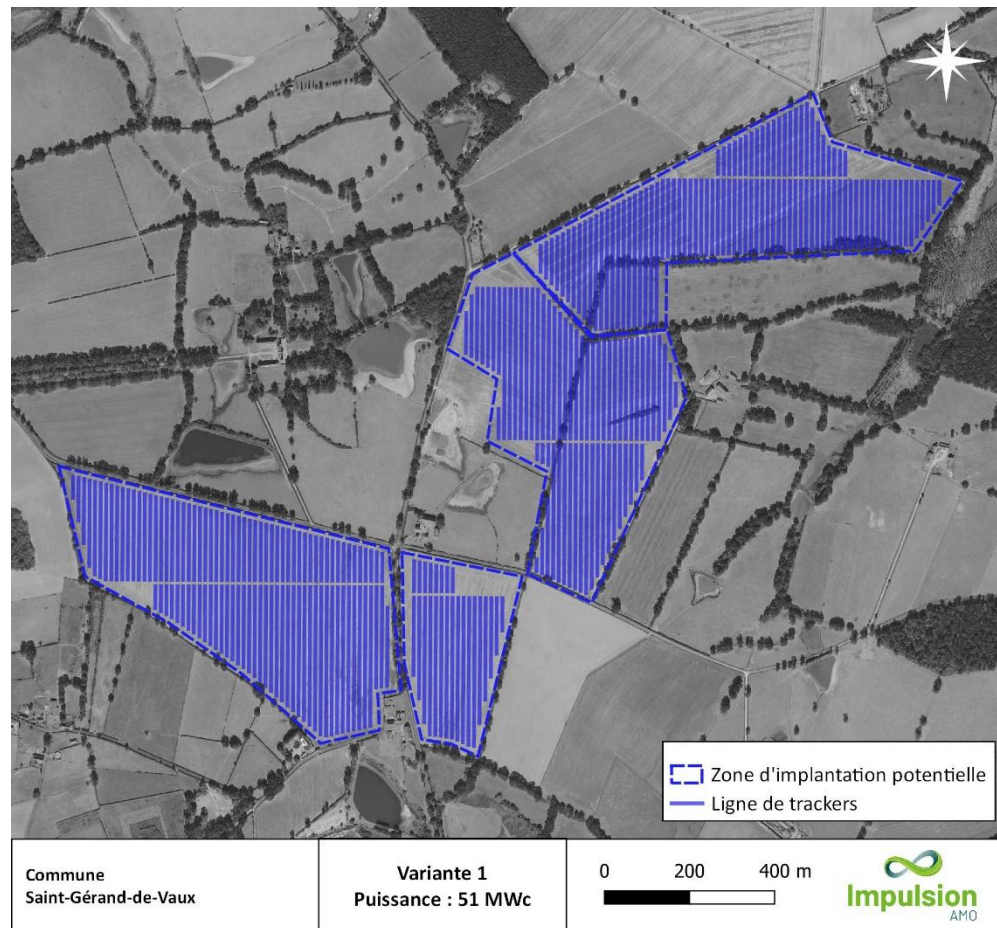 Zone d'implantation potentielle
Ligne de trackers
Commune
Saint-Gérand-de-Vaux
Variante 1
Puissance : 51 MWc
0 200 400 m
Impulsion
AMO